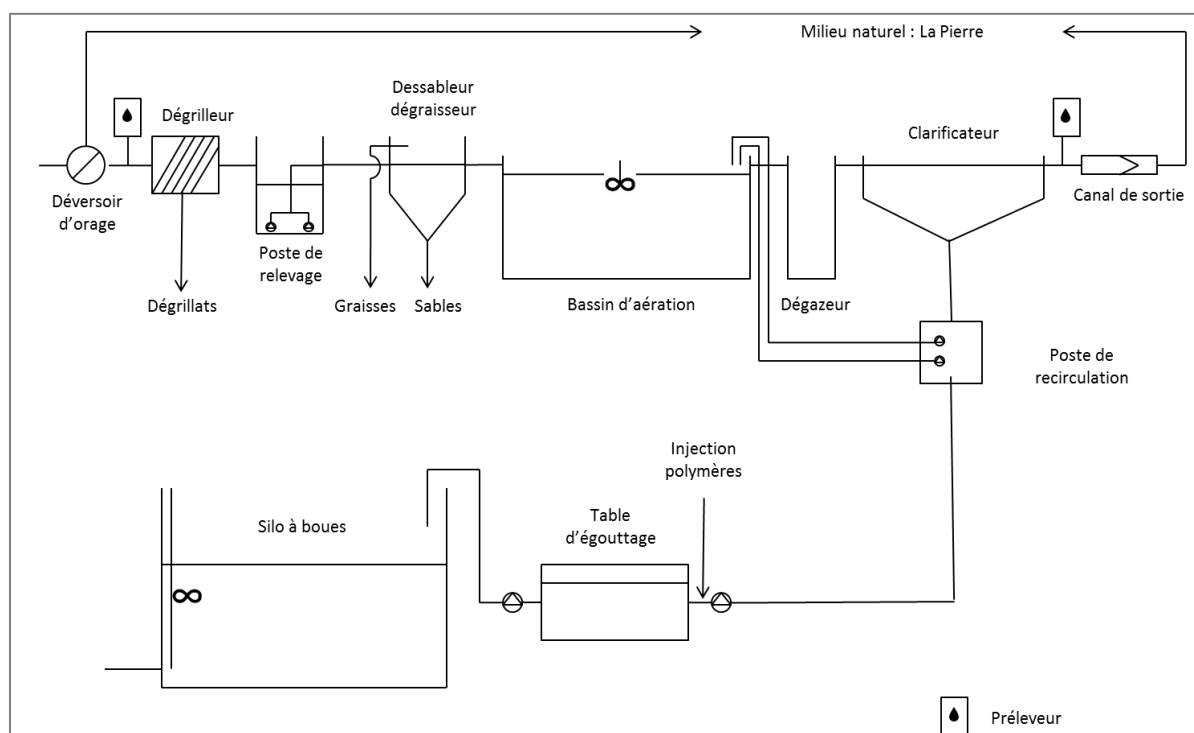 Milieu naturel : La Pierre
Dessableur
dégraisseur
Dégrilleur
Clarificateur
Déversoir
d'orage
Canal de sortie
Poste de
relevage
Dégrillats
Graisses
Sables
Bassin d'aération
Dégazeur
Poste de
recirculation
Injection
polymères
Silo à boues
Table
d'égouttage
Préleveur